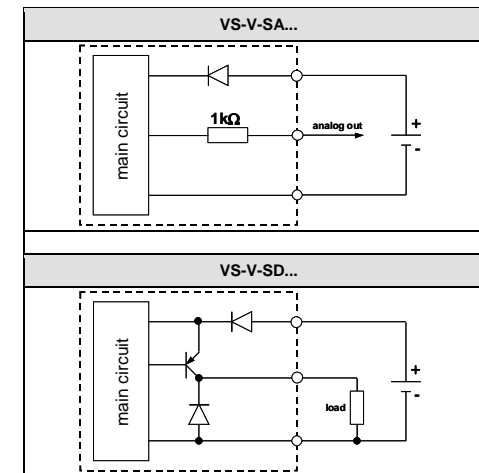 VS-V-SA...
main circuit
1kΩ
analog out
+
-
VS-V-SD...
main circuit
load
+
-